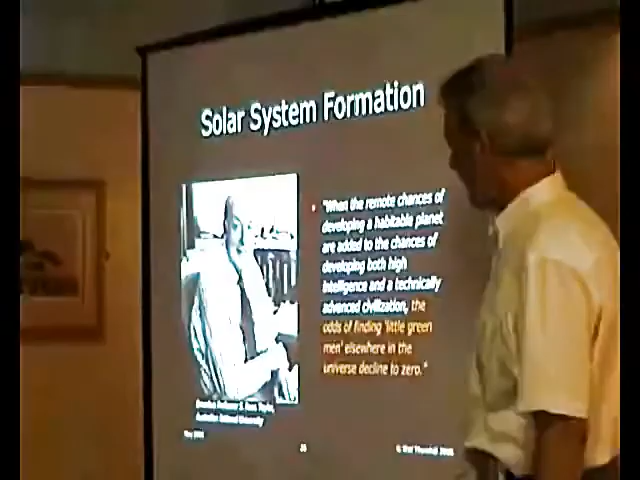 Solar System Formation
"When the remote chances of
developing a habitable planet
are added to the chances of
developing both high
intelligence and a technically
advanced civilization, the
odds of finding 'little green
men' elsewhere in the
universe decline to zero."